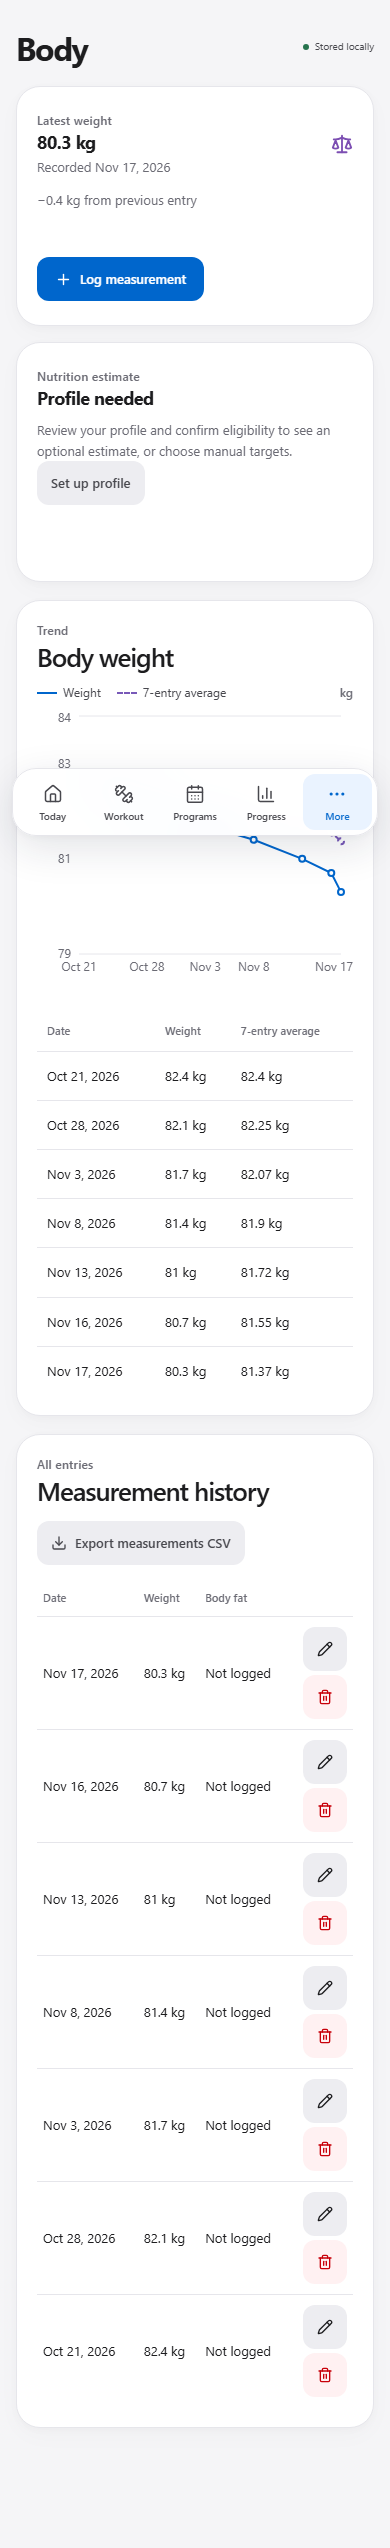 Body
Stored locally
Latest weight
80.3 kg
Recorded Nov 17, 2026
−0.4 kg from previous entry
Log measurement
Nutrition estimate
Profile needed
Review your profile and confirm eligibility to see an
optional estimate, or choose manual targets.
Set up profile
Trend
Body weight
Weight 7-entry average kg
84
83
Today Workout Programs Progress More
81
79
Oct 21 Oct 28 Nov 3 Nov 8 Nov 17
Date Weight 7-entry average
Oct 21, 2026 82.4 kg 82.4 kg
Oct 28, 2026 82.1 kg 82.25 kg
Nov 3, 2026 81.7 kg 82.07 kg
Nov 8, 2026 81.4 kg 81.9 kg
Nov 13, 2026 81 kg 81.72 kg
Nov 16, 2026 80.7 kg 81.55 kg
Nov 17, 2026 80.3 kg 81.37 kg
All entries
Measurement history
Export measurements CSV
Date Weight Body fat
Nov 17, 2026 80.3 kg Not logged
Nov 16, 2026 80.7 kg Not logged
Nov 13, 2026 81 kg Not logged
Nov 8, 2026 81.4 kg Not logged
Nov 3, 2026 81.7 kg Not logged
Oct 28, 2026 82.1 kg Not logged
Oct 21, 2026 82.4 kg Not logged